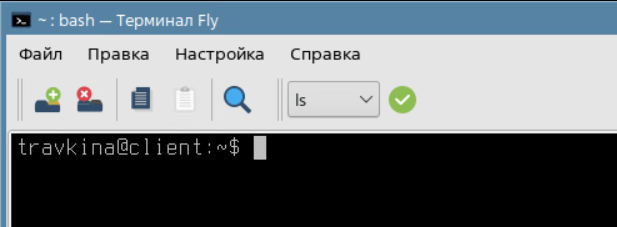 ~ : bash — Терминал Fly
Файл Правка Настройка Справка
ls
travkina@client:~$